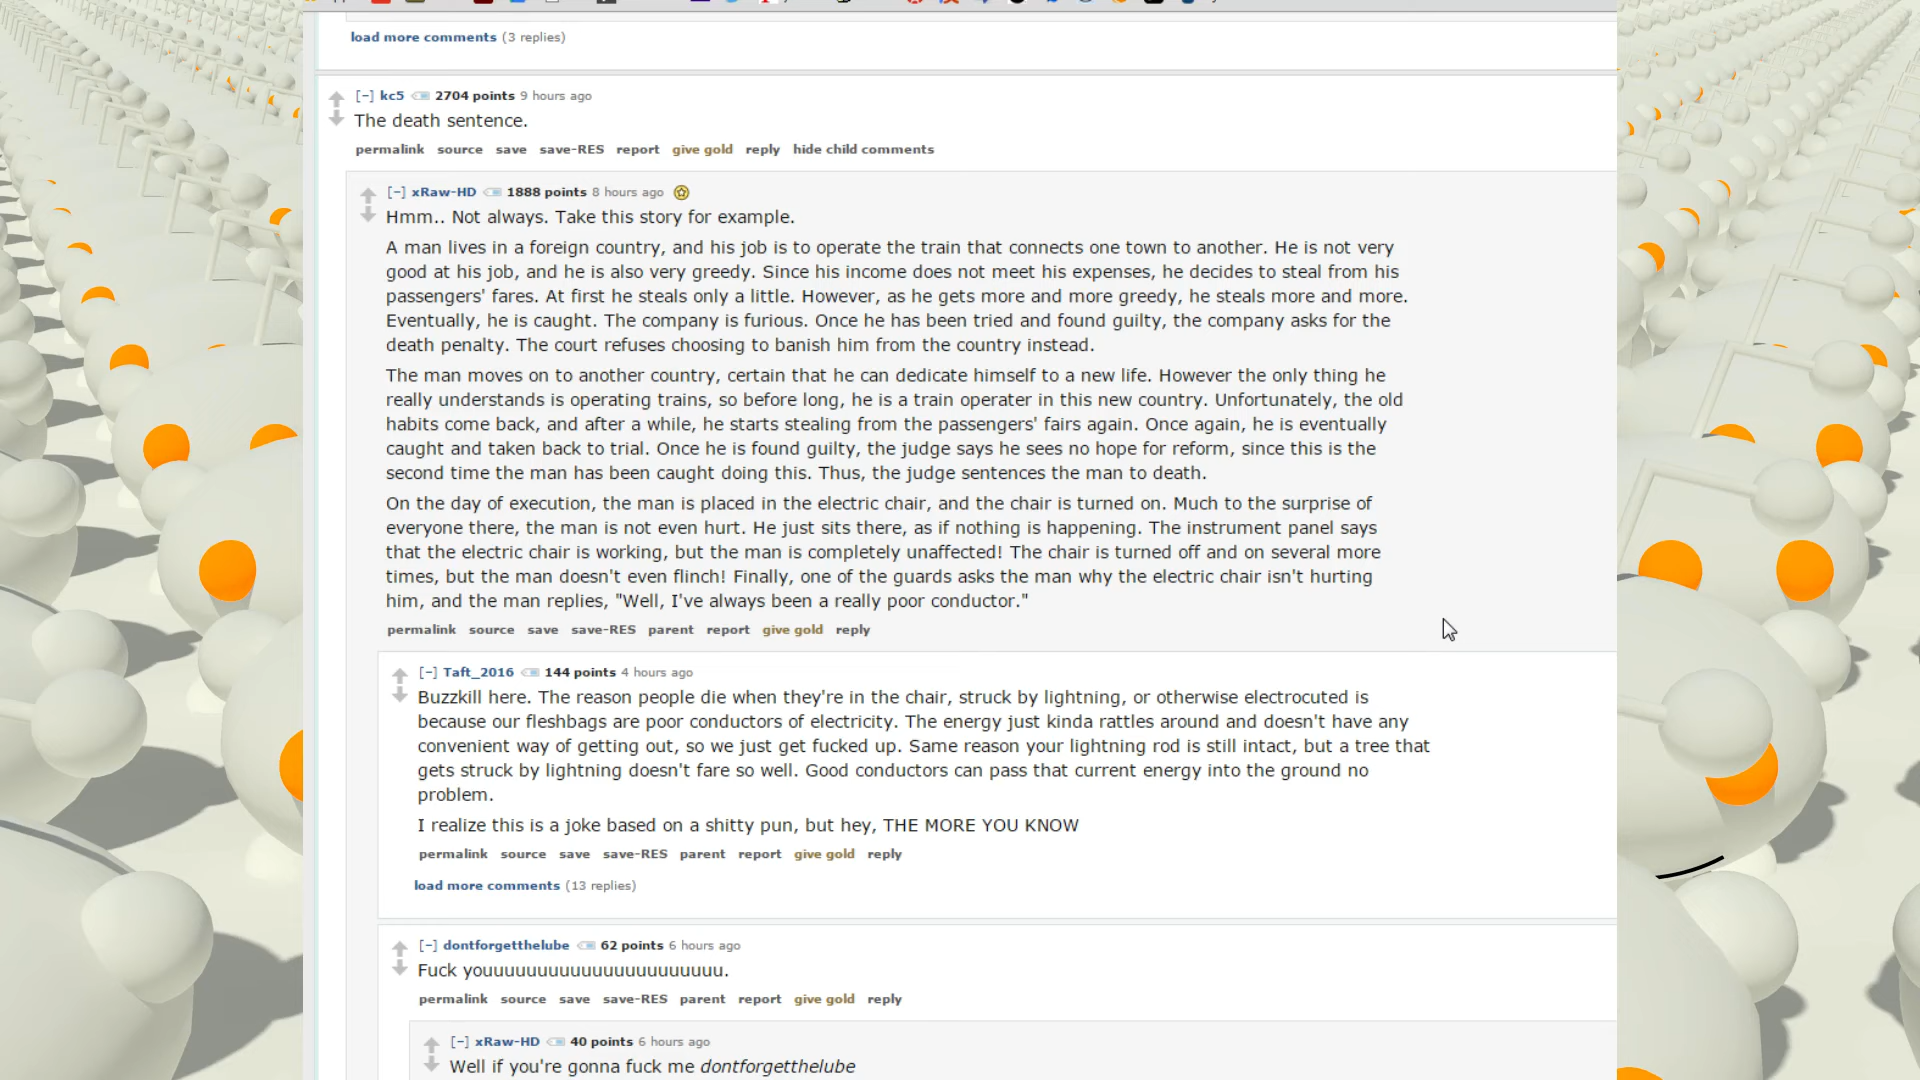 load more comments (3 replies)
[–] kc5 2704 points 9 hours ago
The death sentence.
permalink source save save-RES report give gold reply hide child comments
[–] xRaw-HD 1888 points 8 hours ago
Hmm.. Not always. Take this story for example.
A man lives in a foreign country, and his job is to operate the train that connects one town to another. He is not very
good at his job, and he is also very greedy. Since his income does not meet his expenses, he decides to steal from his
passengers' fares. At first he steals only a little. However, as he gets more and more greedy, he steals more and more.
Eventually, he is caught. The company is furious. Once he has been tried and found guilty, the company asks for the
death penalty. The court refuses choosing to banish him from the country instead.
The man moves on to another country, certain that he can dedicate himself to a new life. However the only thing he
really understands is operating trains, so before long, he is a train operater in this new country. Unfortunately, the old
habits come back, and after a while, he starts stealing from the passengers' fairs again. Once again, he is eventually
caught and taken back to trial. Once he is found guilty, the judge says he sees no hope for reform, since this is the
second time the man has been caught doing this. Thus, the judge sentences the man to death.
On the day of execution, the man is placed in the electric chair, and the chair is turned on. Much to the surprise of
everyone there, the man is not even hurt. He just sits there, as if nothing is happening. The instrument panel says
that the electric chair is working, but the man is completely unaffected! The chair is turned off and on several more
times, but the man doesn't even flinch! Finally, one of the guards asks the man why the electric chair isn't hurting
him, and the man replies, "Well, I've always been a really poor conductor."
permalink source save save-RES parent report give gold reply
[–] Taft_2016 144 points 4 hours ago
Buzzkill here. The reason people die when they're in the chair, struck by lightning, or otherwise electrocuted is
because our fleshbags are poor conductors of electricity. The energy just kinda rattles around and doesn't have any
convenient way of getting out, so we just get fucked up. Same reason your lightning rod is still intact, but a tree that
gets struck by lightning doesn't fare so well. Good conductors can pass that current energy into the ground no
problem.
I realize this is a joke based on a shitty pun, but hey, THE MORE YOU KNOW
permalink source save save-RES parent report give gold reply
load more comments (13 replies)
[–] dontforgetthelube 62 points 6 hours ago
Fuck youuuuuuuuuuuuuuuuuuuuuuu.
permalink source save save-RES parent report give gold reply
[–] xRaw-HD 40 points 6 hours ago
Well if you're gonna fuck me dontforgetthelube